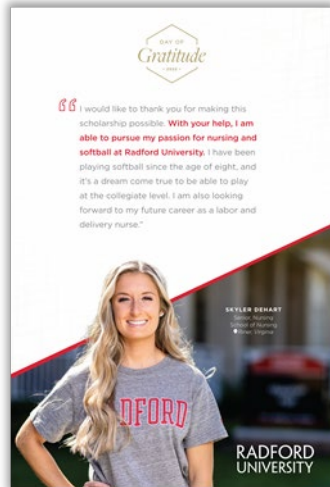 DAY OF
Gratitude
“I would like to thank you for making this
scholarship possible. With your help, I am
able to pursue my passion for nursing and
softball at Radford University. I have been
playing softball since the age of eight, and
it's a dream come true to be able to play
at the collegiate level. I am also looking
forward to my future career as a labor and
delivery nurse.”
SKYLER DEHART
Senior, Nursing
School of Nursing
Riner, Virginia
DFORD
RADFORD
UNIVERSITY